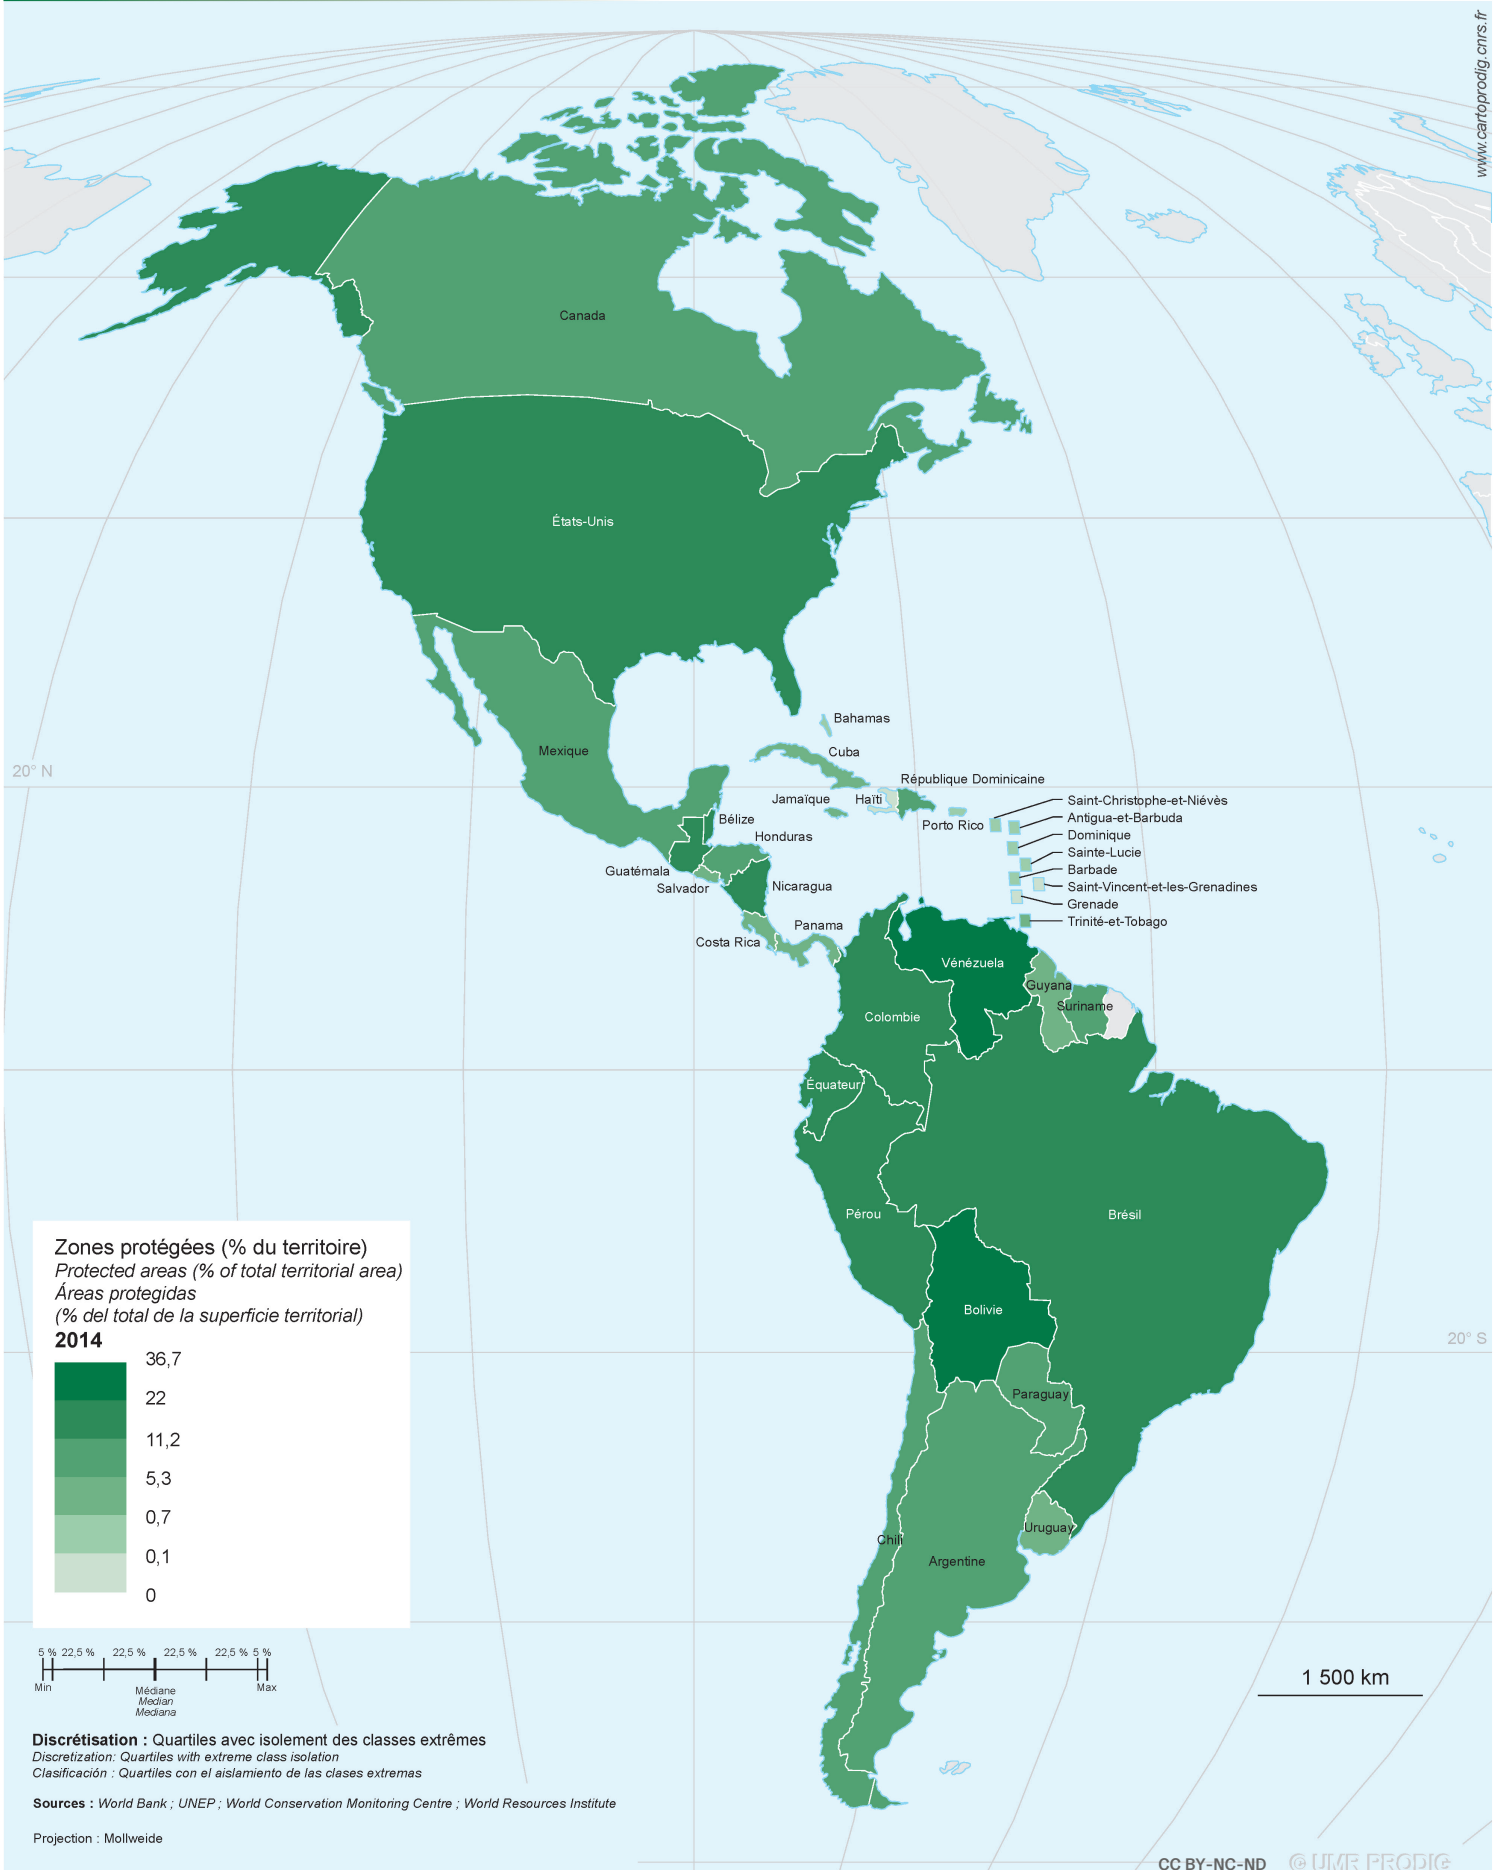 www.cartoprodig.cnrs.fr
Canada
États-Unis
Bahamas
Mexique
Cuba
20° N
République Dominicaine
Jamaïque
Haïti
Saint-Christophe-et-Niévès
Bélize
Porto Rico
Antigua-et-Barbuda
Honduras
Dominique
Sainte-Lucie
Guatémala
Barbade
Salvador
Nicaragua
Saint-Vincent-et-les-Grenadines
Grenade
Panama
Trinité-et-Tobago
Costa Rica
Vénézuela
Guyana
Suriname
Colombie
Équateur
Pérou
Brésil
Bolivie
20° S
Paraguay
Uruguay
Chili
Argentine
Zones protégées (% du territoire)
Protected areas (% of total territorial area)
Áreas protegidas
(% del total de la superficie territorial)
2014
36,7
22
11,2
5,3
0,7
0,1
0
5 % 22,5 % 22,5 % 22,5 % 22,5 % 5 %
Min Médiane Max
Median
Mediana
1 500 km
Discrétisation : Quartiles avec isolement des classes extrêmes
Discretization: Quartiles with extreme class isolation
Clasificación : Quartiles con el aislamiento de las clases extremas
Sources : World Bank ; UNEP ; World Conservation Monitoring Centre ; World Resources Institute
Projection : Mollweide
CC BY-NC-ND © UMR PRODIG